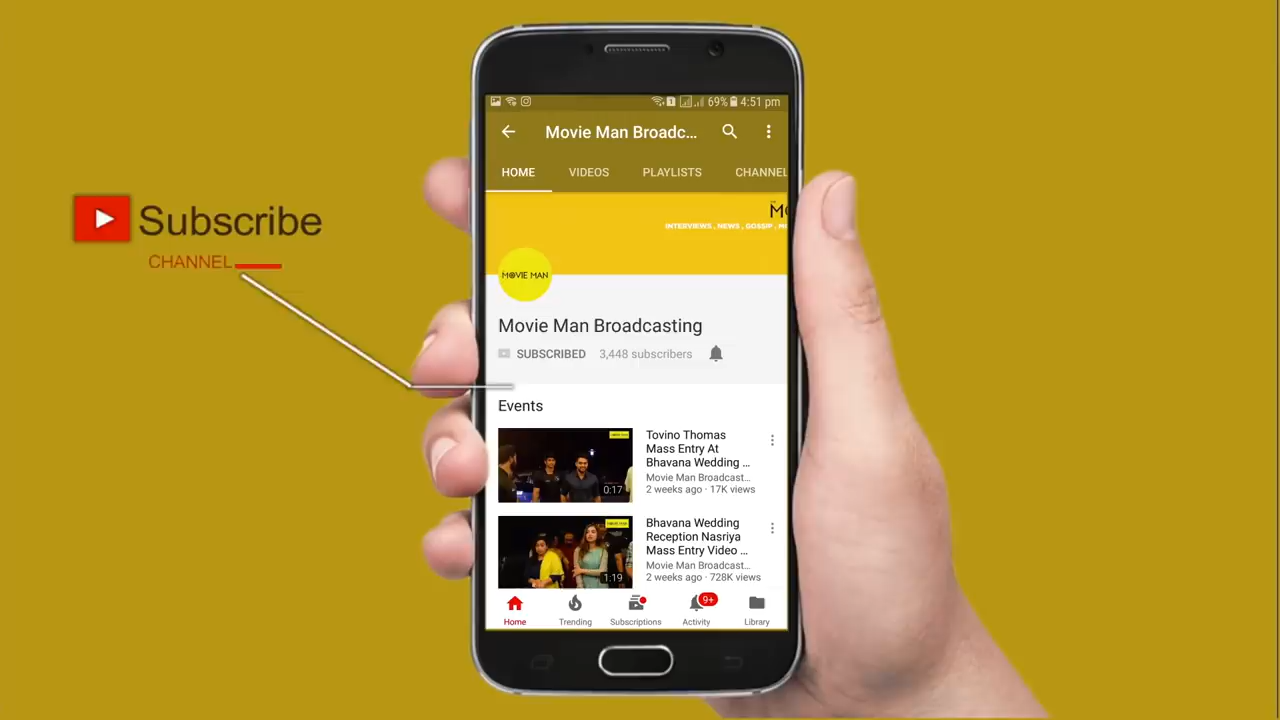 Subscribe
CHANNEL
69% 4:51 pm
Movie Man Broadc...
HOME VIDEOS PLAYLISTS CHANNEL
INTERVIEWS , NEWS , GOSSIP ,
MOVIE MAN
Movie Man Broadcasting
SUBSCRIBED 3,448 subscribers
Events
Tovino Thomas
Mass Entry At
Bhavana Wedding ...
Movie Man Broadcast...
2 weeks ago · 17K views
0:17
Bhavana Wedding
Reception Nasriya
Mass Entry Video ...
Movie Man Broadcast...
2 weeks ago · 728K views
1:19
9+
Home Trending Subscriptions Activity Library